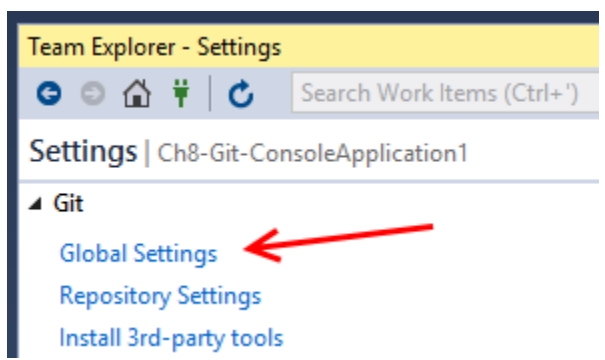 Team Explorer - Settings
Search Work Items (Ctrl+')
Settings | Ch8-Git-ConsoleApplication1
Git
Global Settings
Repository Settings
Install 3rd-party tools